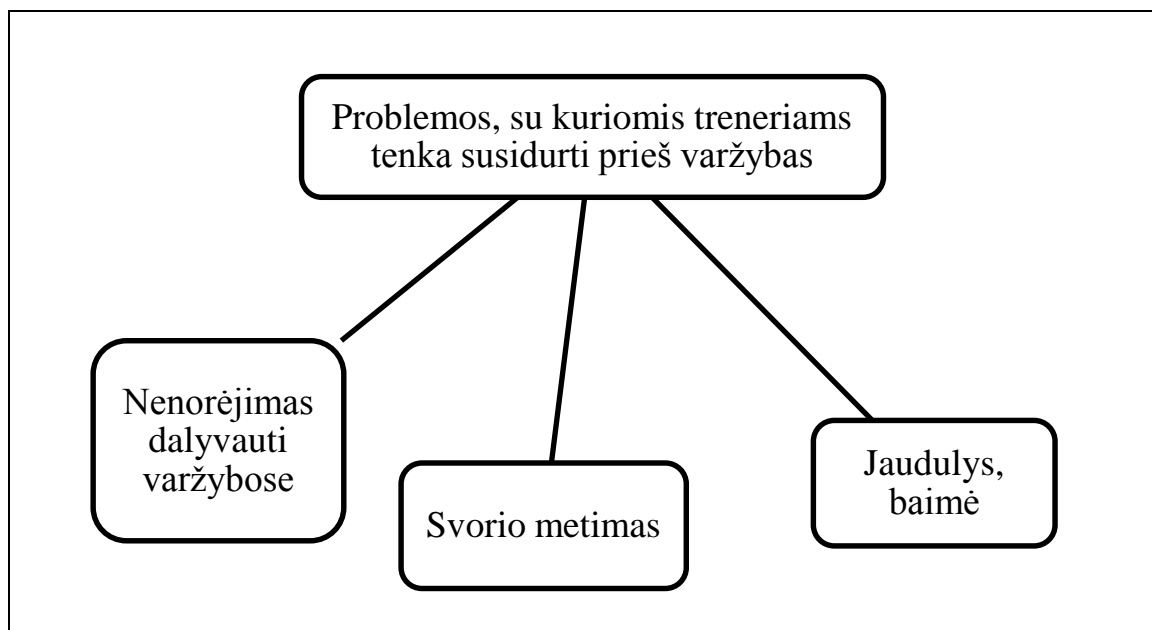 Problemos, su kuriomis treneriams
tenka susidurti prieš varžybas
Nenorėjimas
dalyvauti
varžybose
Svorio metimas
Jaudulys,
baimė